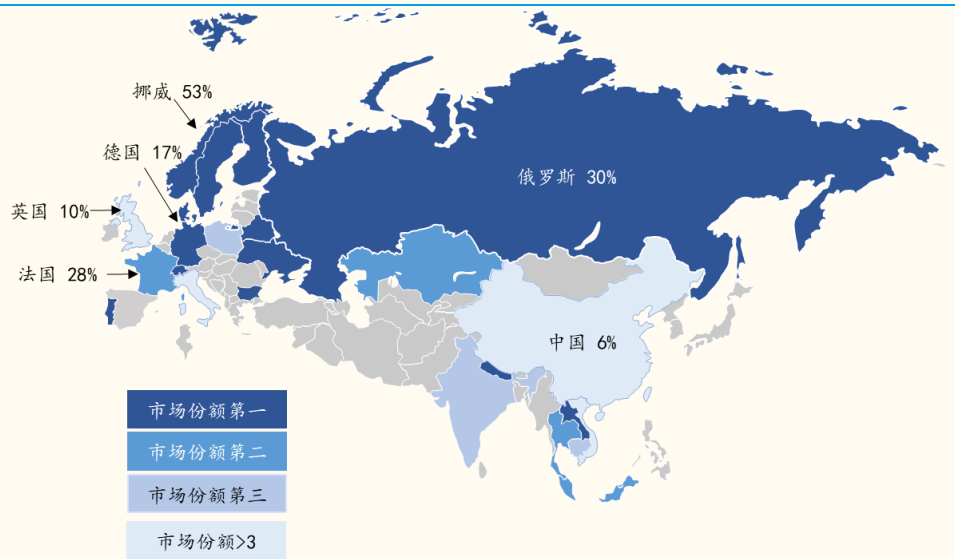 挪威 53%
德国 17%
俄罗斯 30%
英国 10%
法国 28%
中国 6%
市场份额第一
市场份额第二
市场份额第三
市场份额>3